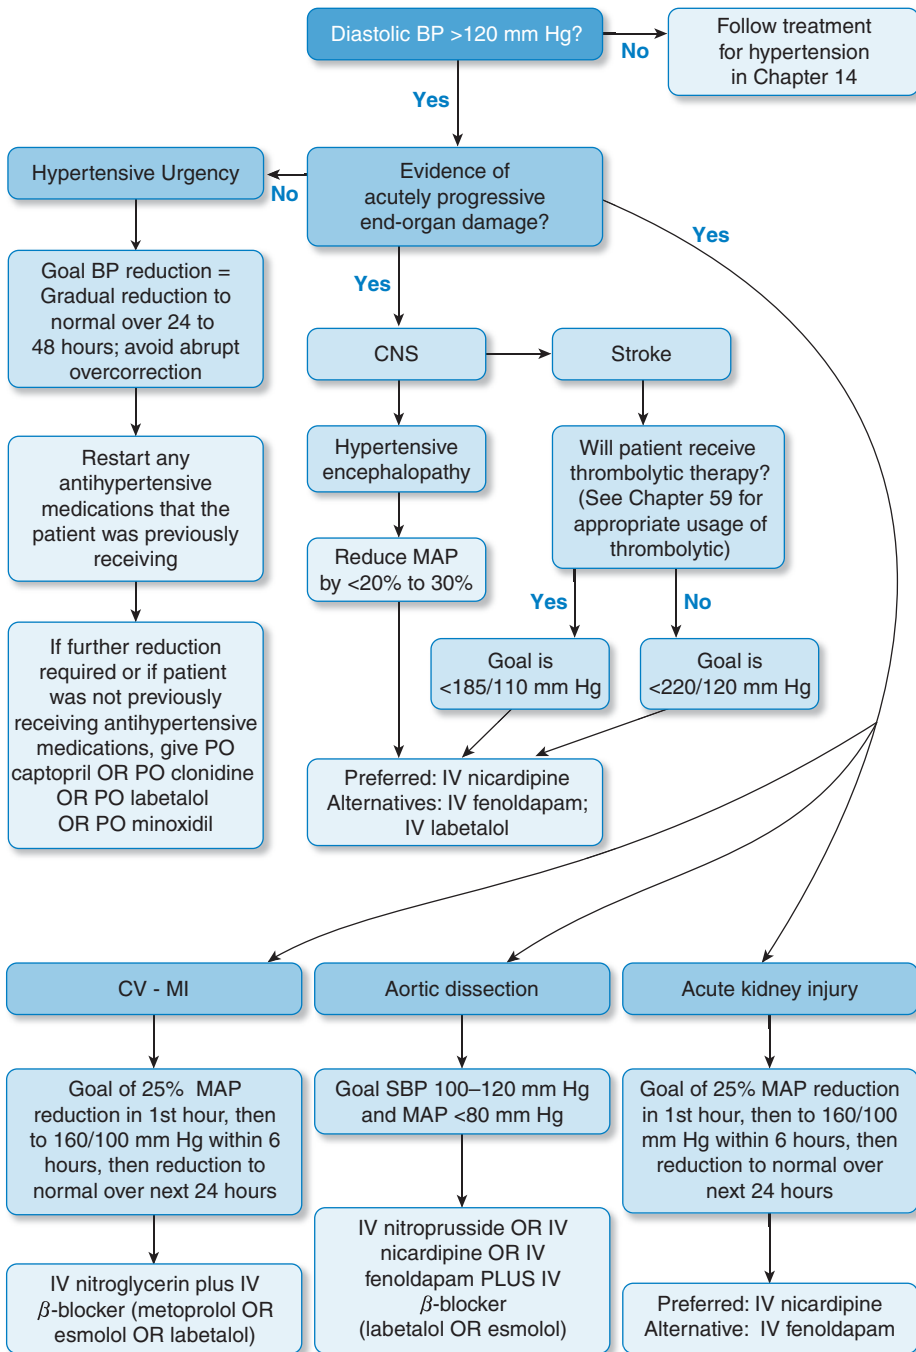 Diastolic BP >120 mm Hg?
No
Follow treatment
for hypertension
in Chapter 14
Yes
Hypertensive Urgency
No
Evidence of
acutely progressive
end-organ damage?
Yes
Yes
Goal BP reduction =
Gradual reduction to
normal over 24 to
48 hours; avoid abrupt
overcorrection
CNS
Stroke
Restart any
antihypertensive
medications that the
patient was previously
receiving
Hypertensive
encephalopathy
Will patient receive
thrombolytic therapy?
(See Chapter 59 for
appropriate usage of
thrombolytic)
Reduce MAP
by <20% to 30%
Yes
No
If further reduction
required or if patient
was not previously
receiving antihypertensive
medications, give PO
captopril OR PO clonidine
OR PO labetalol
OR PO minoxidil
Goal is
<185/110 mm Hg
Goal is
<220/120 mm Hg
Preferred: IV nicardipine
Alternatives: IV fenoldapam;
IV labetalol
CV - MI
Aortic dissection
Acute kidney injury
Goal of 25% MAP
reduction in 1st hour, then
to 160/100 mm Hg within 6
hours, then reduction to
normal over next 24 hours
Goal SBP 100–120 mm Hg
and MAP <80 mm Hg
Goal of 25% MAP reduction
in 1st hour, then to 160/100
mm Hg within 6 hours, then
reduction to normal over
next 24 hours
IV nitroglycerin plus IV
β-blocker (metoprolol OR
esmolol OR labetalol)
IV nitroprusside OR IV
nicardipine OR IV
fenoldapam PLUS IV
β-blocker
(labetalol OR esmolol)
Preferred: IV nicardipine
Alternative: IV fenoldapam